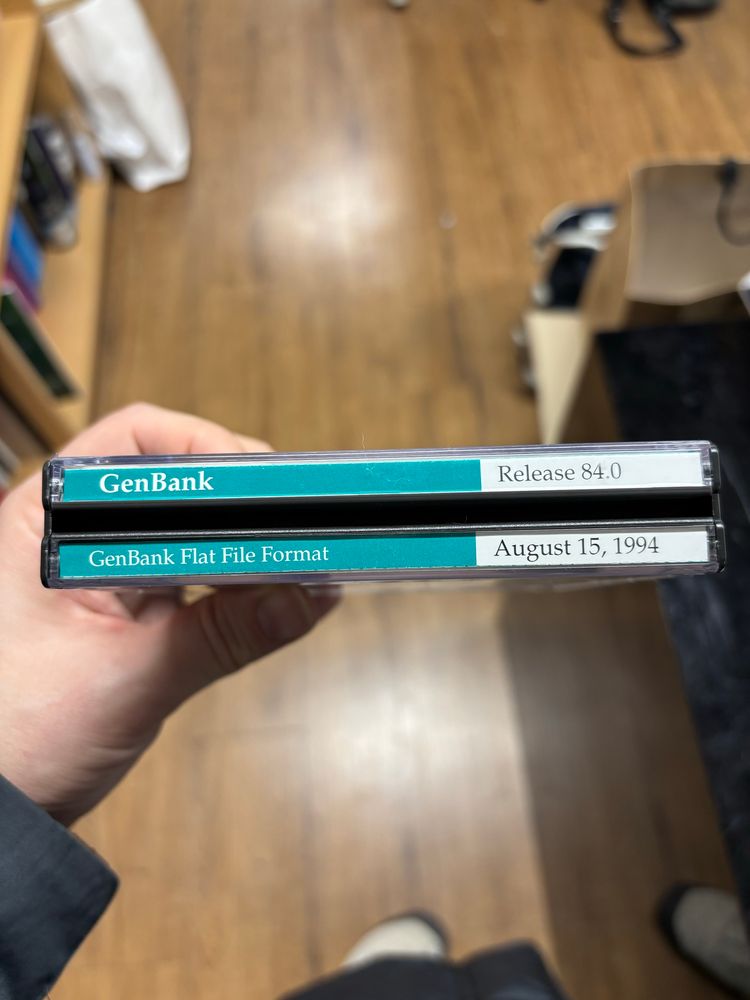 GenBank Release 84.0
GenBank Flat File Format August 15, 1994